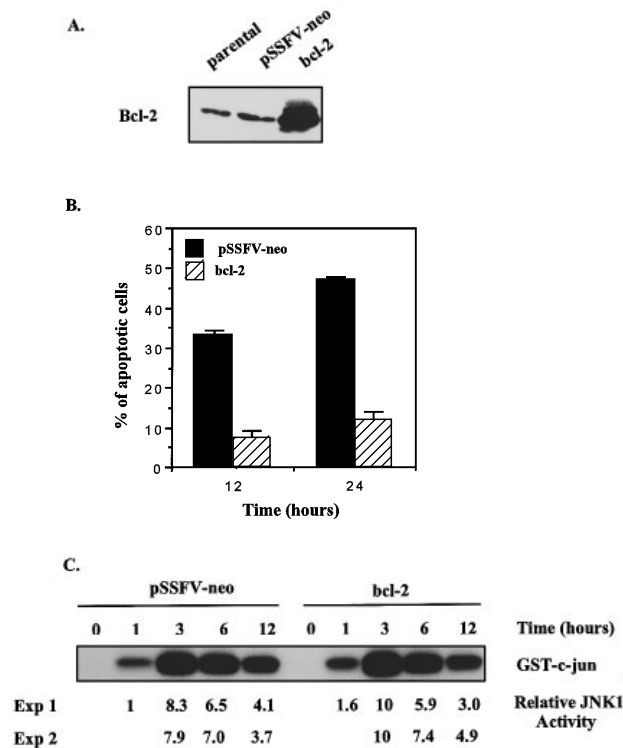 A.
parental
pSSFV-neo
bcl-2
Bcl-2
B.
60
50
40
30
20
10
0
% of apoptotic cells
pSSFV-neo
bcl-2
12 24
Time (hours)
C.
pSSFV-neo bcl-2
0 1 3 6 12 0 1 3 6 12 Time (hours)
GST-c-jun
Exp 1 1 8.3 6.5 4.1 1.6 10 5.9 3.0 Relative JNK1
Activity
Exp 2 7.9 7.0 3.7 10 7.4 4.9